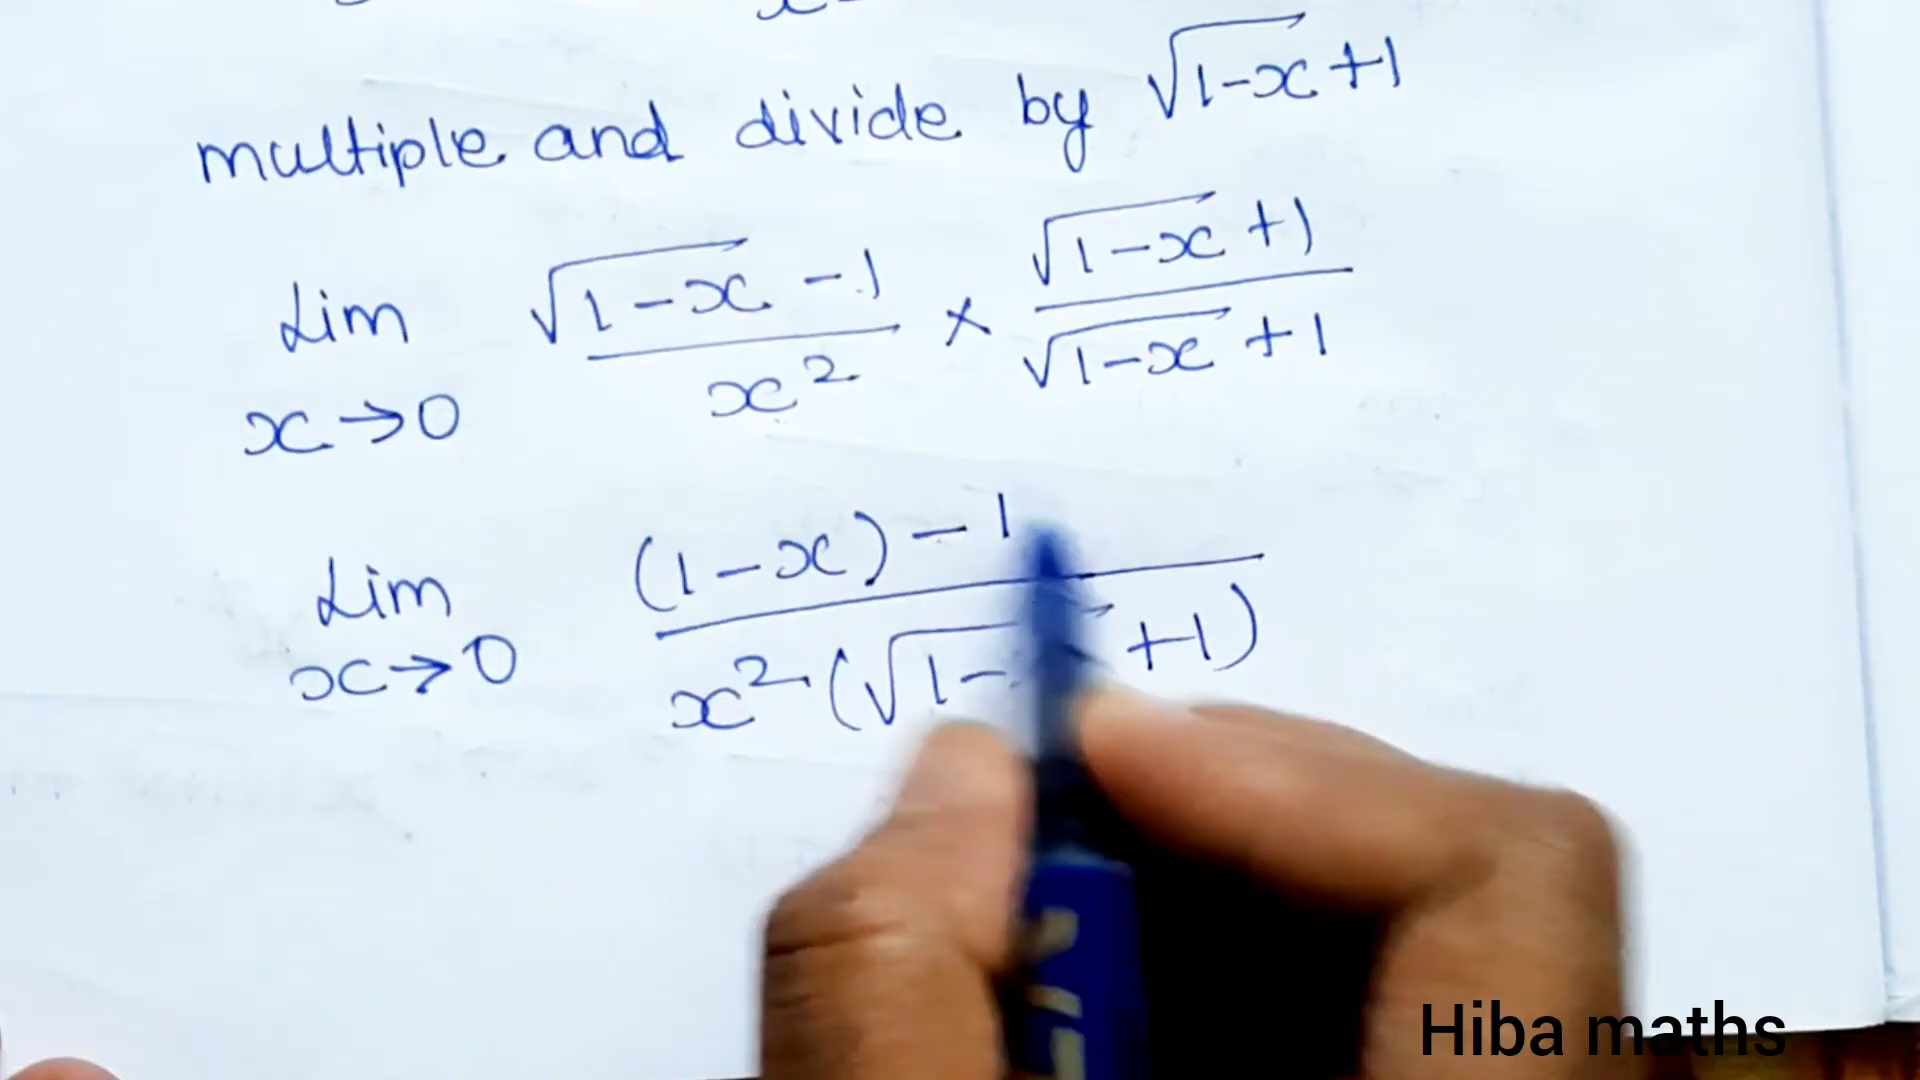 multiple and divide by √1-x +1
Lim x→0 √1-x -1 / x² × √1-x +1 / √1-x +1
Lim x→0 (1-x) -1 / x² (√1- +1)
Hiba maths